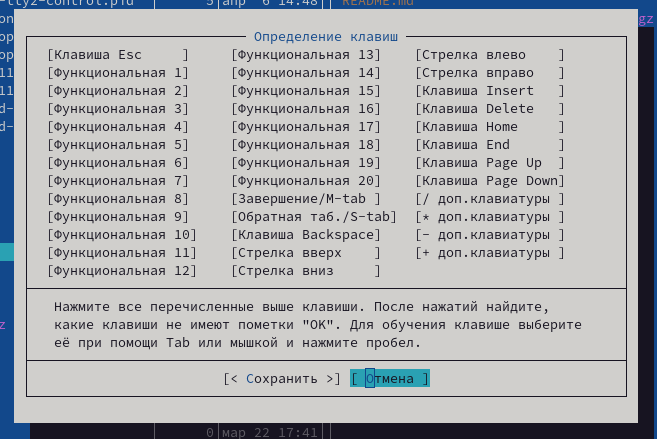 -tty2-control.pid 5 апр 6 14:48 README.md
Определение клавиш
[Клавиша Esc ] [Функциональная 13] [Стрелка влево ]
[Функциональная 1] [Функциональная 14] [Стрелка вправо ]
[Функциональная 2] [Функциональная 15] [Клавиша Insert ]
[Функциональная 3] [Функциональная 16] [Клавиша Delete ]
[Функциональная 4] [Функциональная 17] [Клавиша Home ]
[Функциональная 5] [Функциональная 18] [Клавиша End ]
[Функциональная 6] [Функциональная 19] [Клавиша Page Up ]
[Функциональная 7] [Функциональная 20] [Клавиша Page Down]
[Функциональная 8] [Завершение/M-tab ] [/ доп.клавиатуры ]
[Функциональная 9] [Обратная таб./S-tab] [* доп.клавиатуры ]
[Функциональная 10] [Клавиша Backspace] [- доп.клавиатуры ]
[Функциональная 11] [Стрелка вверх ] [+ доп.клавиатуры ]
[Функциональная 12] [Стрелка вниз ]
Нажмите все перечисленные выше клавиши. После нажатий найдите,
какие клавиши не имеют пометки "OK". Для обучения клавише выберите
её при помощи Tab или мышкой и нажмите пробел.
[< Сохранить >] [ Отмена ]
0 мар 22 17:41